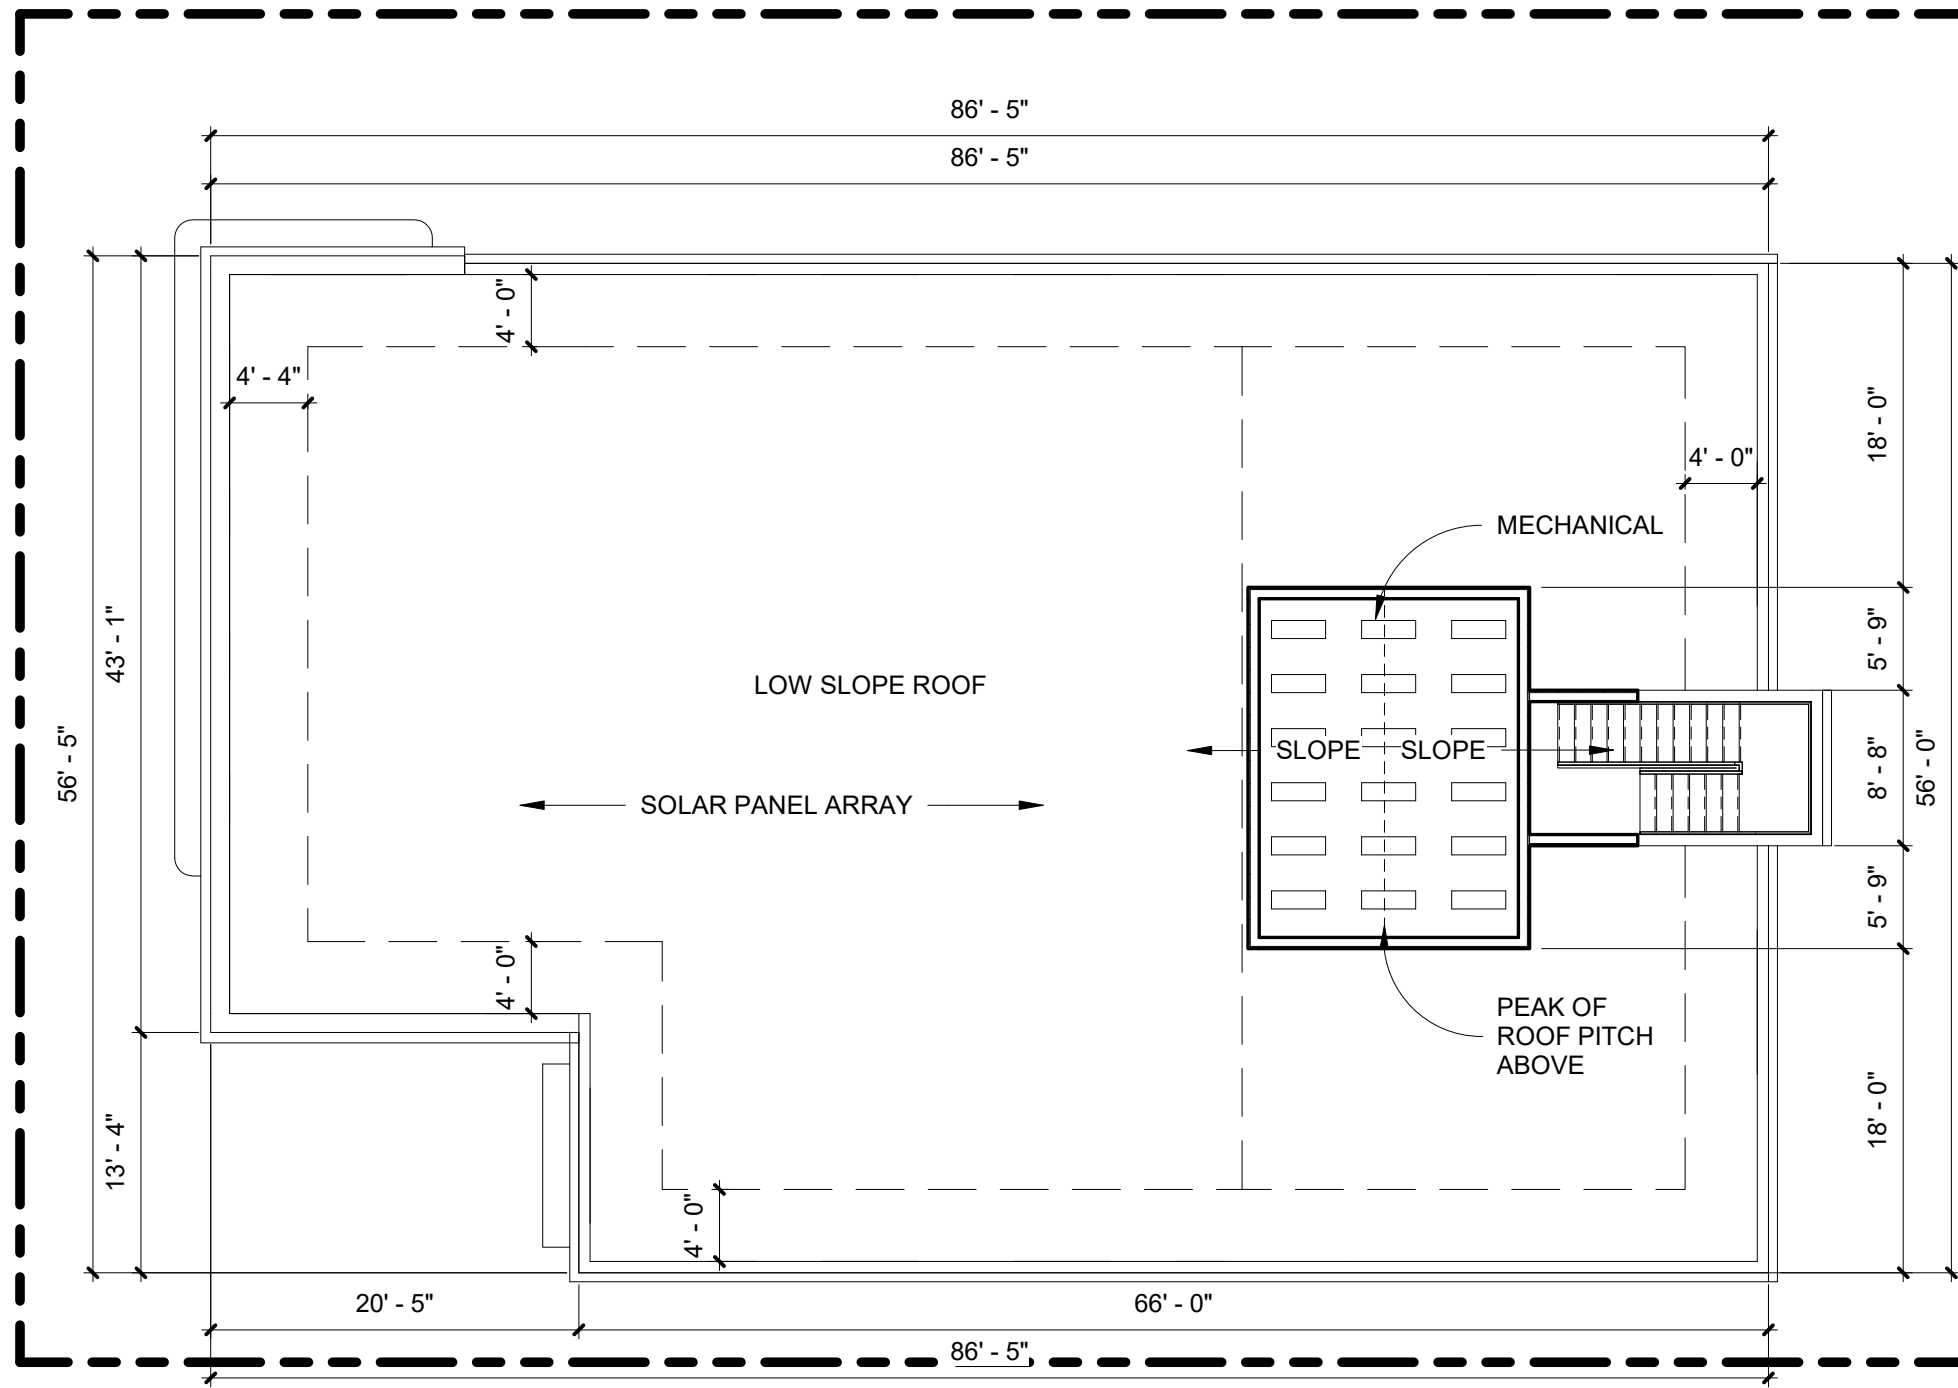 86' - 5"
86' - 5"
4' - 0"
4' - 4"
18' - 0"
4' - 0"
MECHANICAL
43' - 1"
5' - 9"
LOW SLOPE ROOF
56' - 5"
SLOPE
SLOPE
8' - 8"
56' - 0"
SOLAR PANEL ARRAY
5' - 9"
4' - 0"
PEAK OF
ROOF PITCH
ABOVE
13' - 4"
18' - 0"
4' - 0"
20' - 5"
66' - 0"
86' - 5"